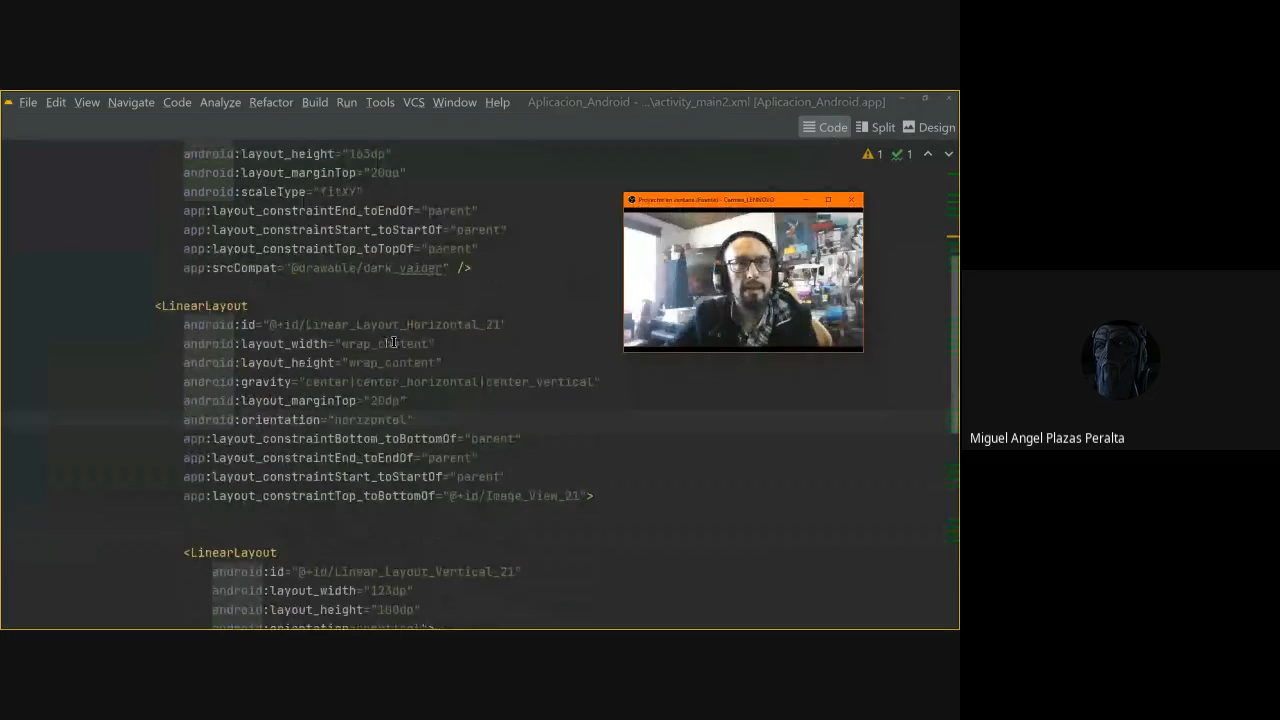 File Edit View Navigate Code Analyze Refactor Build Run Tools VCS Window Help Aplicacion_Android - ...\activity_main2.xml [Aplicacion_Android.app]
Code Split Design
android:layout_height="163dp"
1 1
android:layout_marginTop="20dp"
android:scaleType="fitXY"
app:layout_constraintEnd_toEndOf="parent"
app:layout_constraintStart_toStartOf="parent"
app:layout_constraintTop_toTopOf="parent"
app:srcCompat="@drawable/dark_vaider" />
<LinearLayout
android:id="@+id/Linear_Layout_Horizontal_21"
android:layout_width="wrap_content"
android:layout_height="wrap_content"
android:gravity="center|center_horizontal|center_vertical"
android:layout_marginTop="20dp"
android:orientation="horizontal"
app:layout_constraintBottom_toBottomOf="parent"
app:layout_constraintEnd_toEndOf="parent"
app:layout_constraintStart_toStartOf="parent"
app:layout_constraintTop_toBottomOf="@+id/Image_View_21">
<LinearLayout
android:id="@+id/Linear_Layout_Vertical_21"
android:layout_width="123dp"
android:layout_height="100dp"
Miguel Angel Plazas Peralta